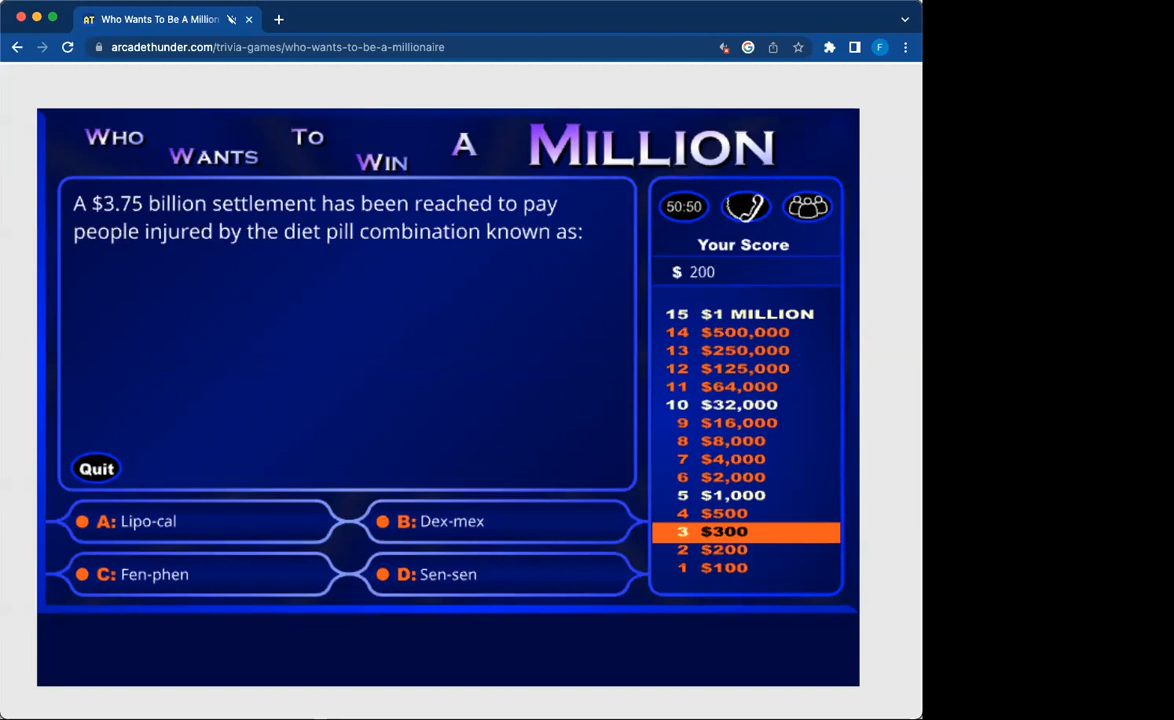 Who Wants To Be A Million
arcadethunder.com/trivia-games/who-wants-to-be-a-millionaire
F
WHO WANTS TO WIN A MILLION
A $3.75 billion settlement has been reached to pay
people injured by the diet pill combination known as:
Quit
A: Lipo-cal
B: Dex-mex
C: Fen-phen
D: Sen-sen
50:50
Your Score
$ 200
15 $1 MILLION
14 $500,000
13 $250,000
12 $125,000
11 $64,000
10 $32,000
9 $16,000
8 $8,000
7 $4,000
6 $2,000
5 $1,000
4 $500
3 $300
2 $200
1 $100